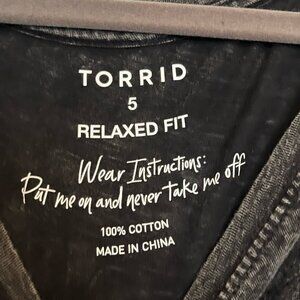 TORRID
5
RELAXED FIT
Wear Instructions:
Put me on and never take me off
100% COTTON
MADE IN CHINA